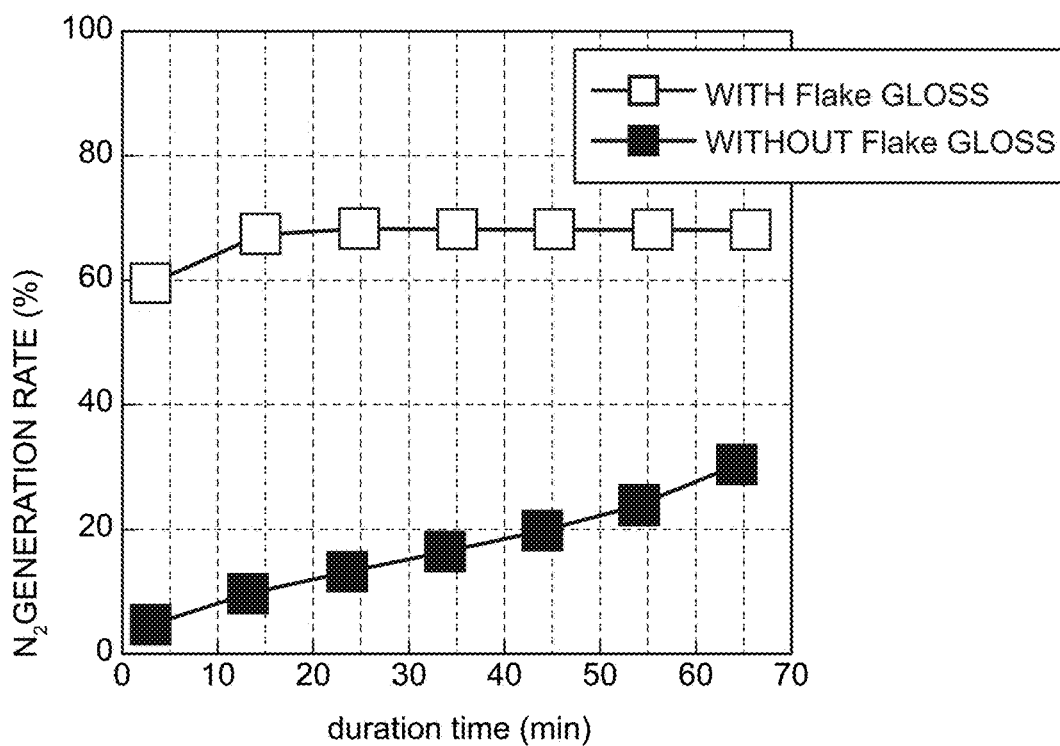 100
80
60
40
20
0
N₂GENERATION RATE (%)
WITH Flake GLOSS
WITHOUT Flake GLOSS
0 10 20 30 40 50 60 70
duration time (min)